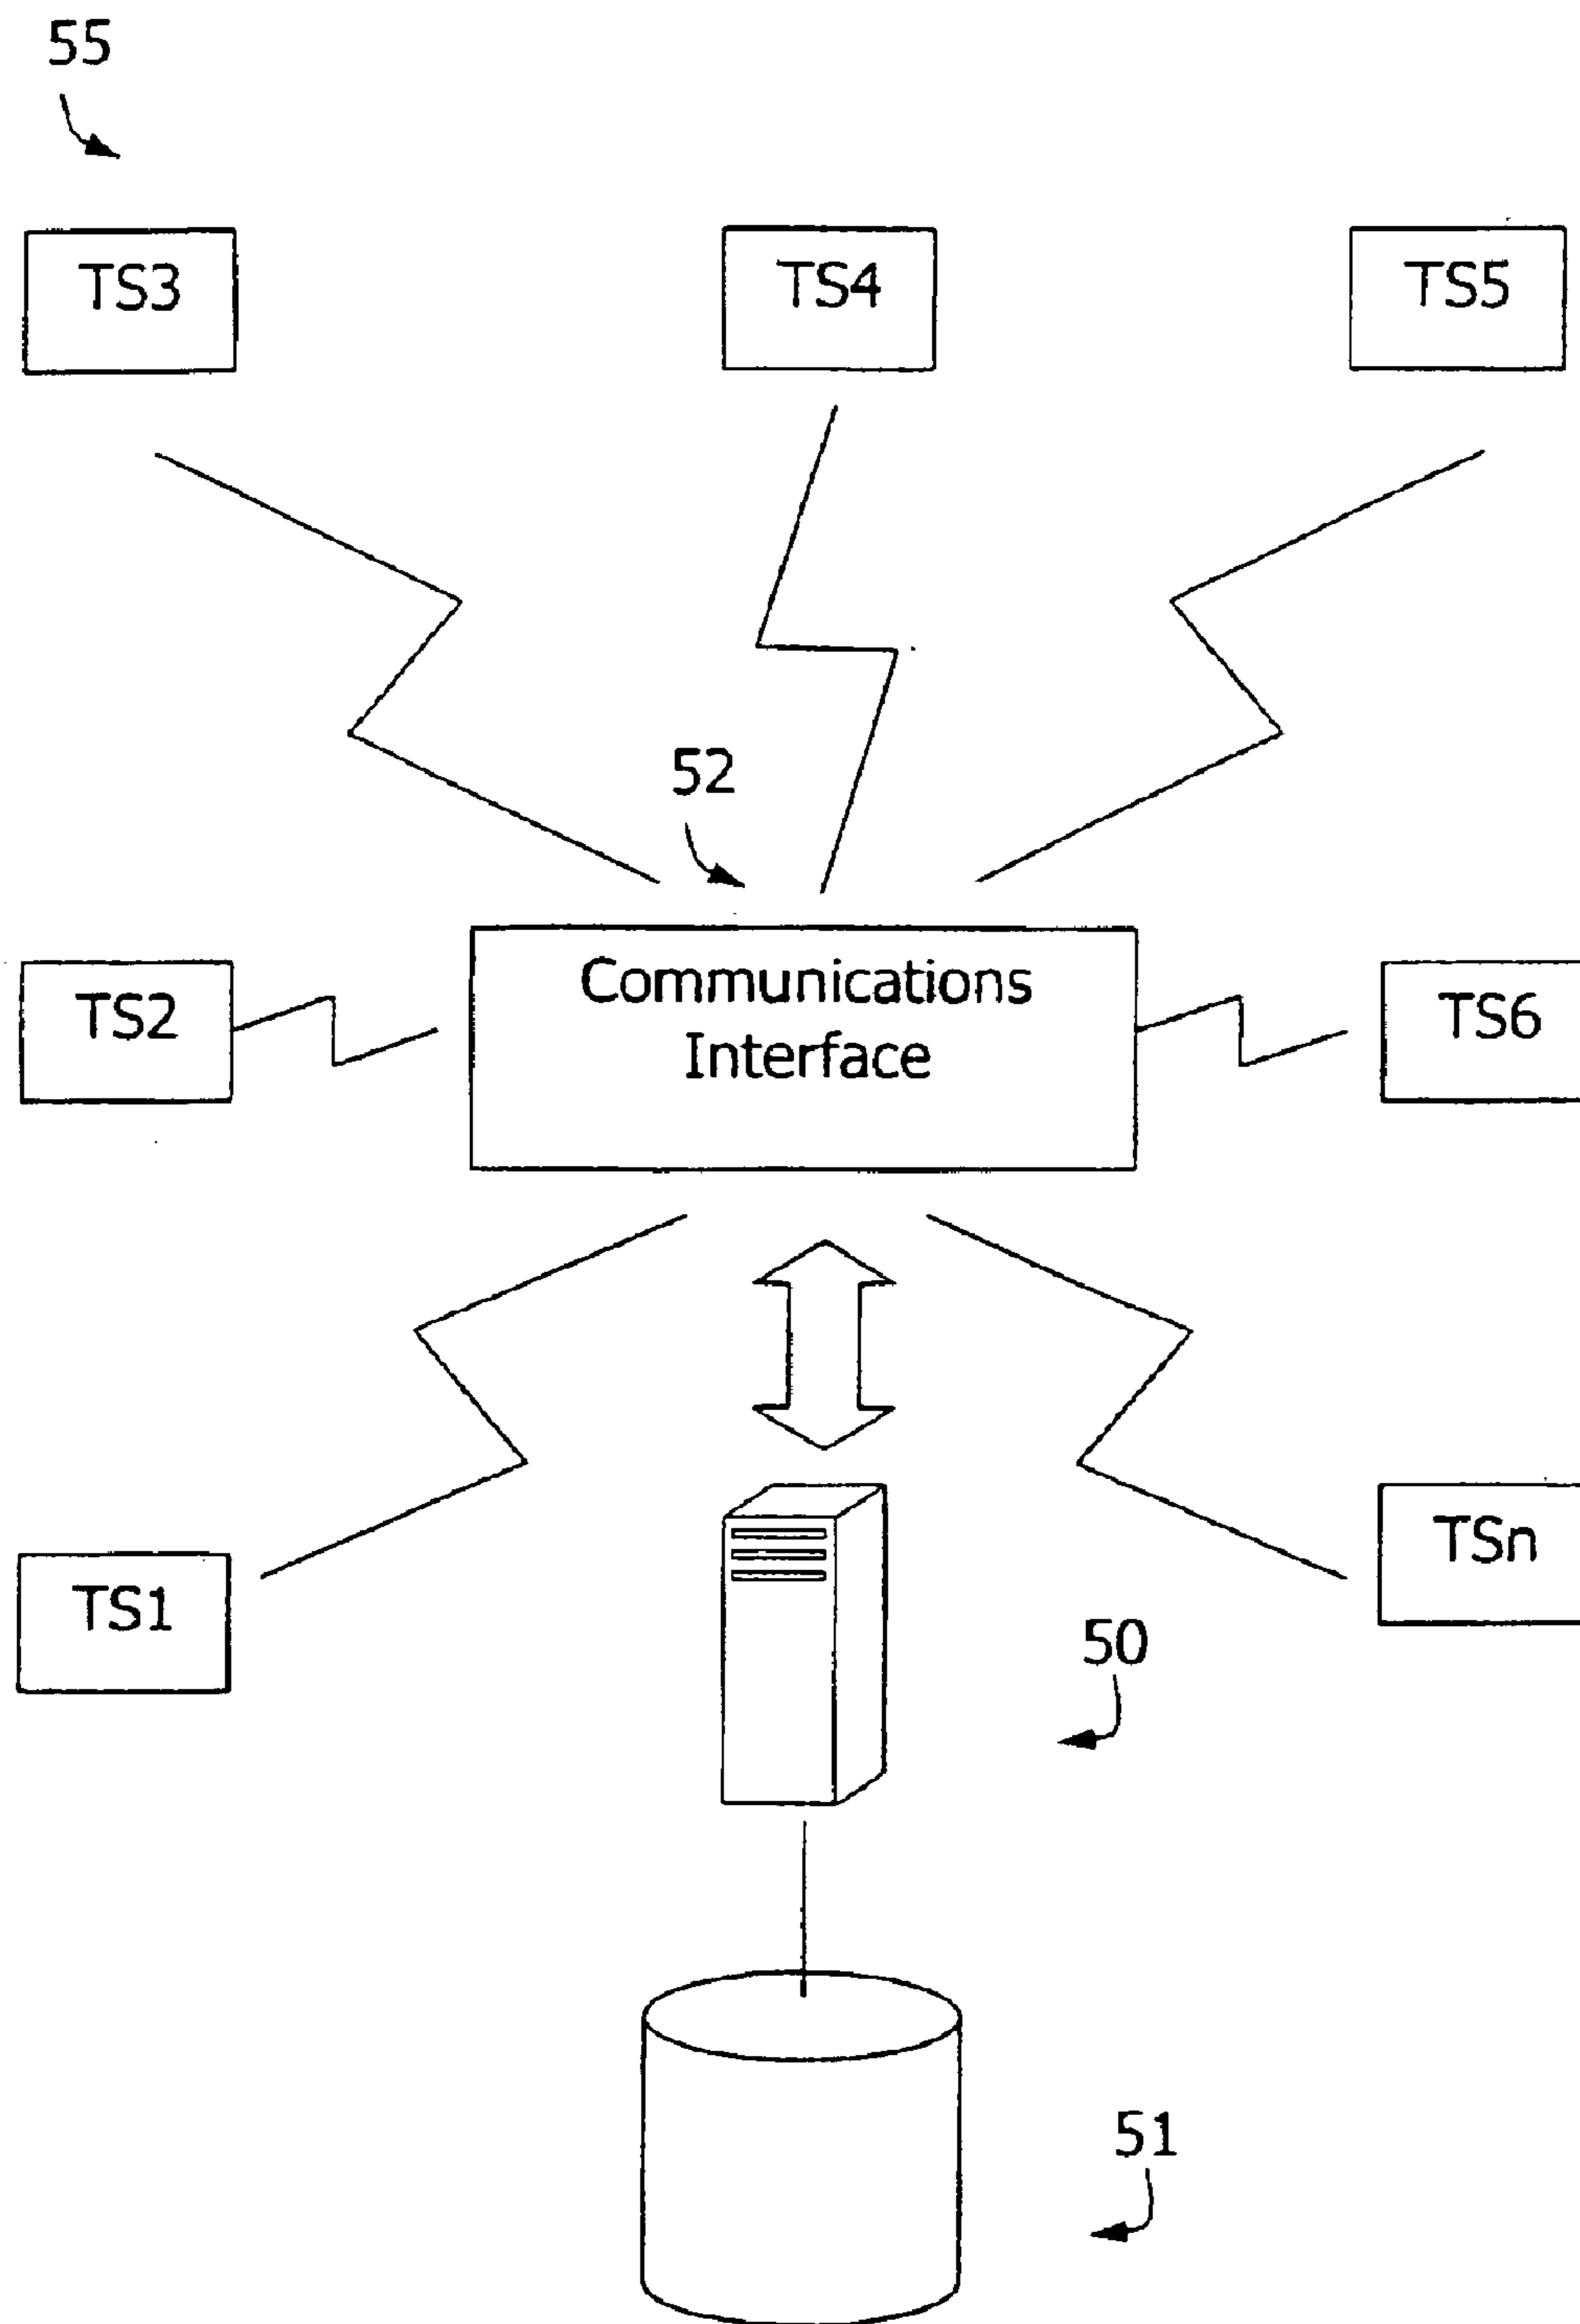 55
TS3
TS4
TS5
52
Communications
Interface
TS2
TS6
TS1
TSn
50
51